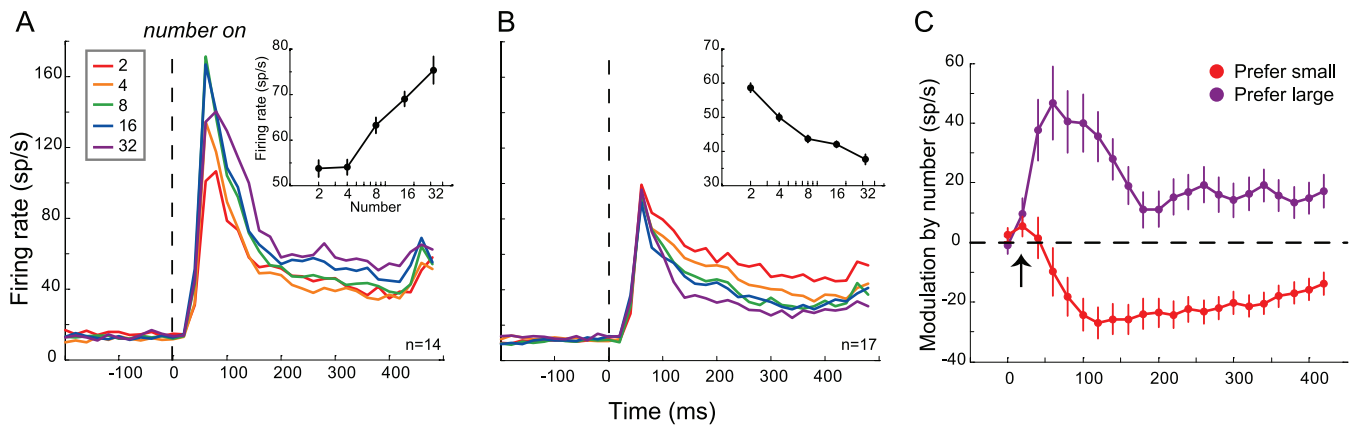 A
number on
2
4
8
16
32
Firing rate (sp/s)
160
120
80
40
0
-100 0 100 200 300 400
n=14
Firing rate (sp/s)
80
70
60
50
2 4 8 16 32
Number
B
-100 0 100 200 300 400
n=17
70
60
50
40
30
2 4 8 16 32
Time (ms)
C
Prefer small
Prefer large
Modulation by number (sp/s)
60
40
20
0
-20
-40
0 100 200 300 400